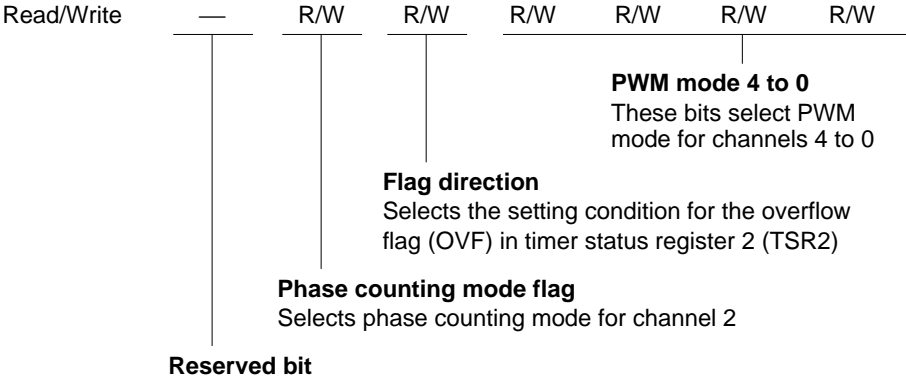 Read/Write — R/W R/W R/W R/W R/W R/W
PWM mode 4 to 0
These bits select PWM
mode for channels 4 to 0
Flag direction
Selects the setting condition for the overflow
flag (OVF) in timer status register 2 (TSR2)
Phase counting mode flag
Selects phase counting mode for channel 2
Reserved bit